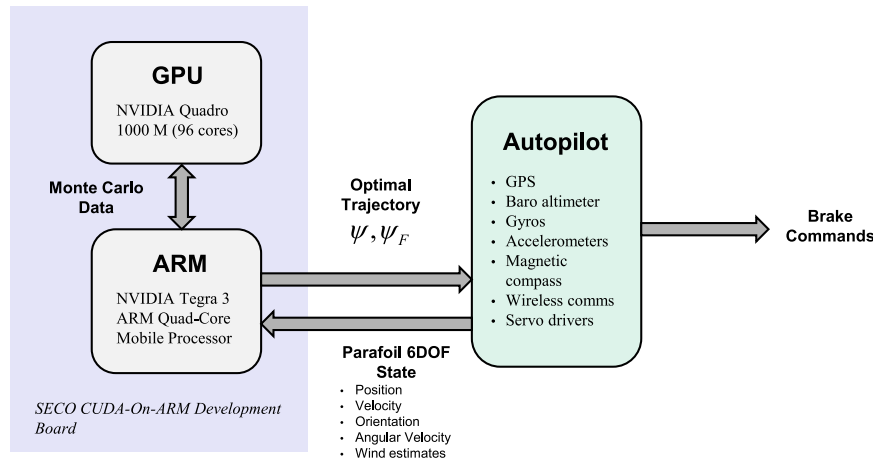 GPU
NVIDIA Quadro
1000 M (96 cores)
Monte Carlo
Data
ARM
NVIDIA Tegra 3
ARM Quad-Core
Mobile Processor
SECO CUDA-On-ARM Development
Board
Optimal
Trajectory
ψ, ψ_F
Parafoil 6DOF
State
• Position
• Velocity
• Orientation
• Angular Velocity
• Wind estimates
Autopilot
• GPS
• Baro altimeter
• Gyros
• Accelerometers
• Magnetic
compass
• Wireless comms
• Servo drivers
Brake
Commands